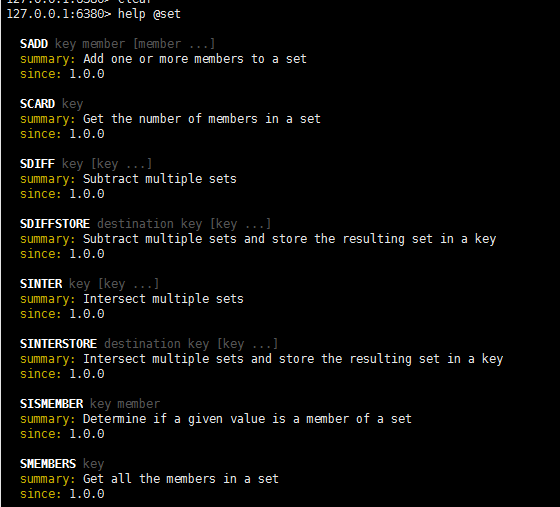 127.0.0.1:6380> clear
127.0.0.1:6380> help @set
SADD key member [member ...]
summary: Add one or more members to a set
since: 1.0.0
SCARD key
summary: Get the number of members in a set
since: 1.0.0
SDIFF key [key ...]
summary: Subtract multiple sets
since: 1.0.0
SDIFFSTORE destination key [key ...]
summary: Subtract multiple sets and store the resulting set in a key
since: 1.0.0
SINTER key [key ...]
summary: Intersect multiple sets
since: 1.0.0
SINTERSTORE destination key [key ...]
summary: Intersect multiple sets and store the resulting set in a key
since: 1.0.0
SISMEMBER key member
summary: Determine if a given value is a member of a set
since: 1.0.0
SMEMBERS key
summary: Get all the members in a set
since: 1.0.0